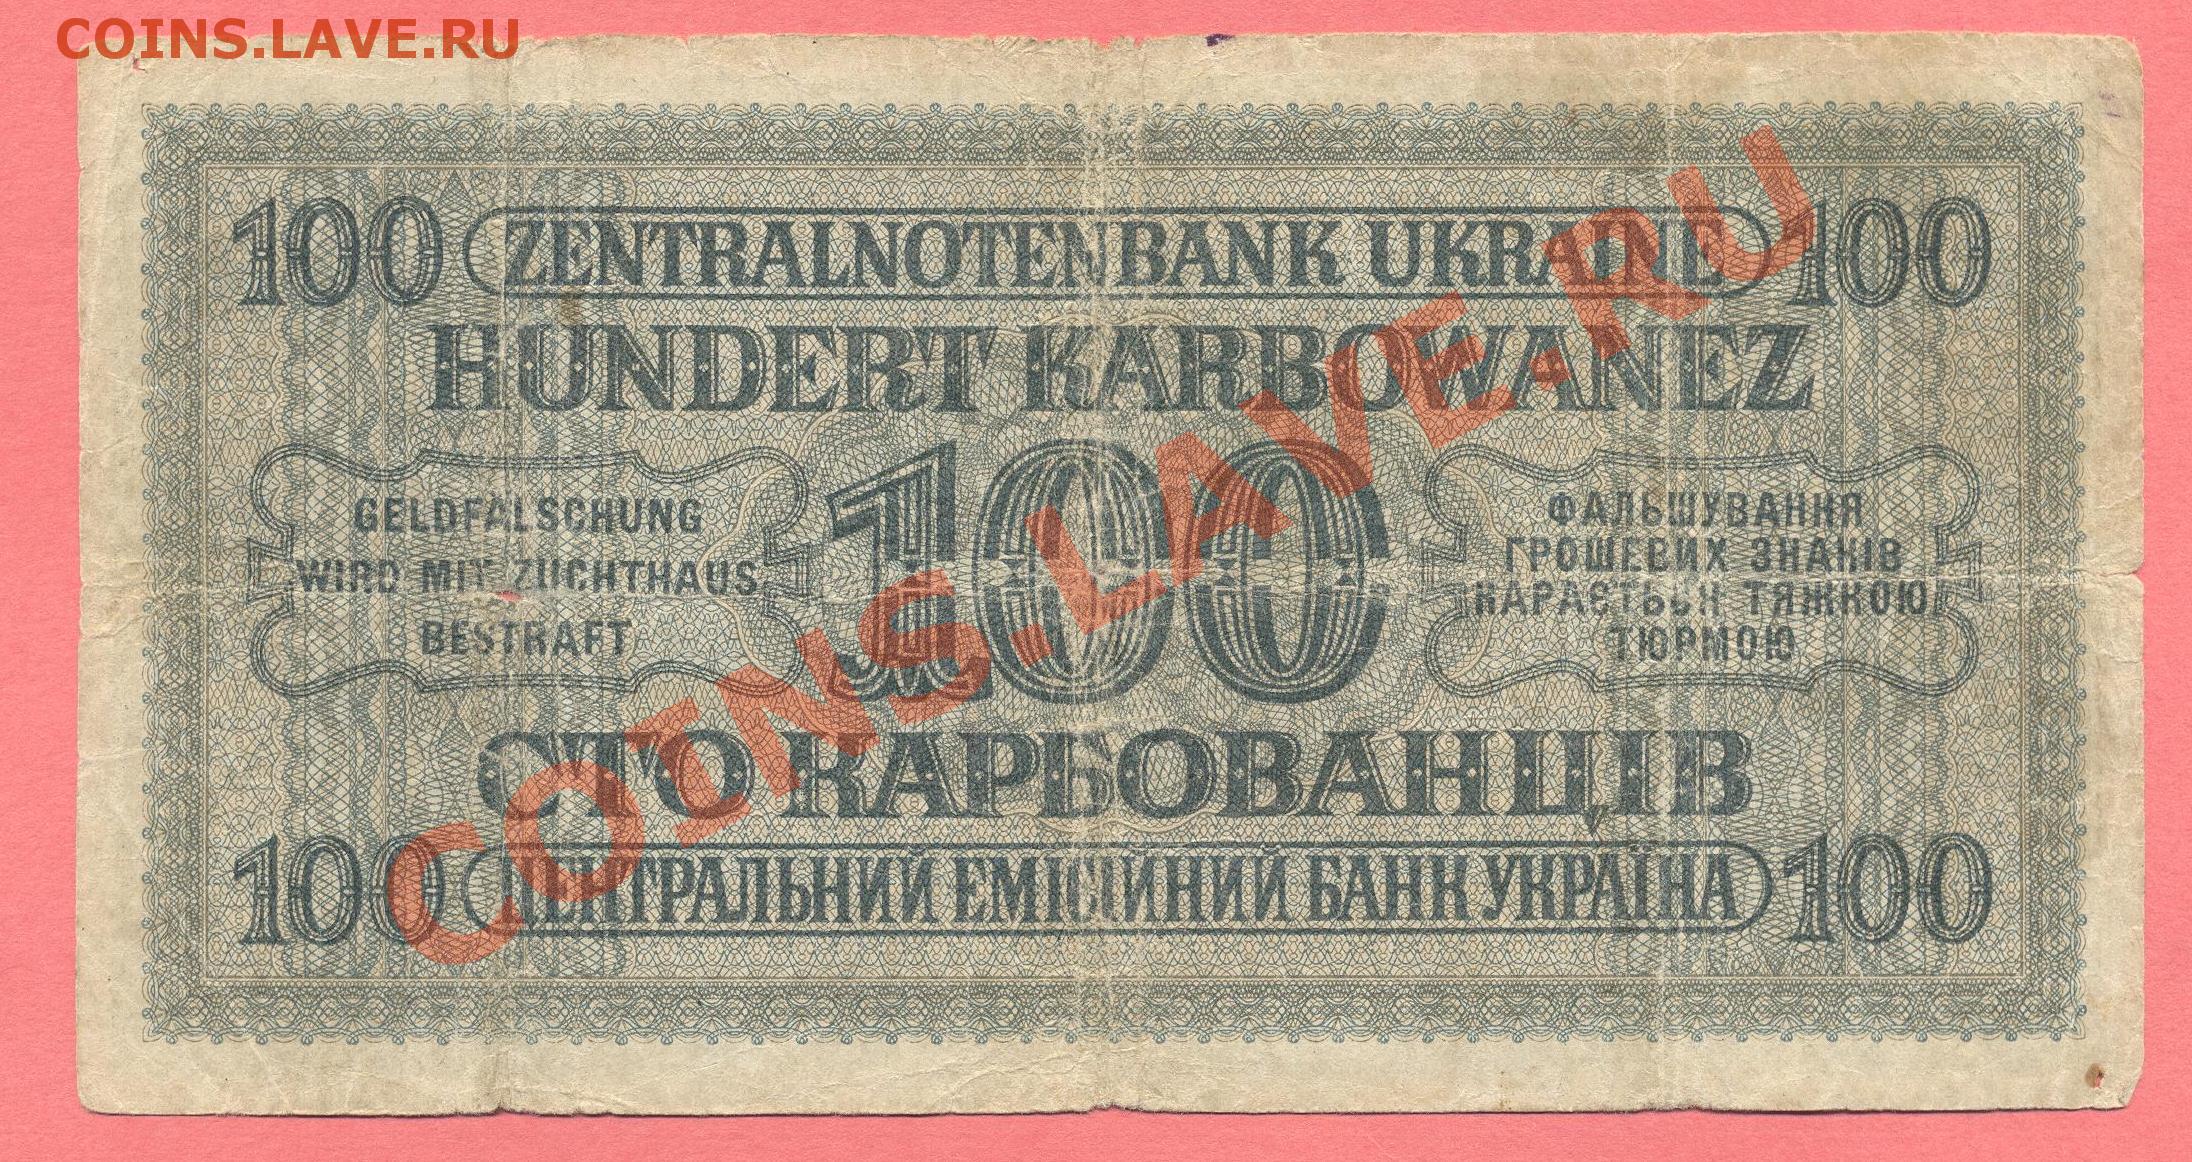 COINS.LAVE.RU
100 ZENTRALNOTENBANK UKRAINE 100
HUNDERT KARBOWANEZ
GELDFÄLSCHUNG
WIRD MIT ZUCHTHAUS
BESTRAFT
100
ФАЛЬШУВАННЯ
ГРОШЕВИХ ЗНАКІВ
КАРАЄТЬСЯ ТЯЖКОЮ
ТЮРМОЮ
СТО КАРБОВАНЦІВ
100 ЦЕНТРАЛЬНИЙ ЕМІСІЙНИЙ БАНК УКРАЇНА 100
COINS.LAVE.RU